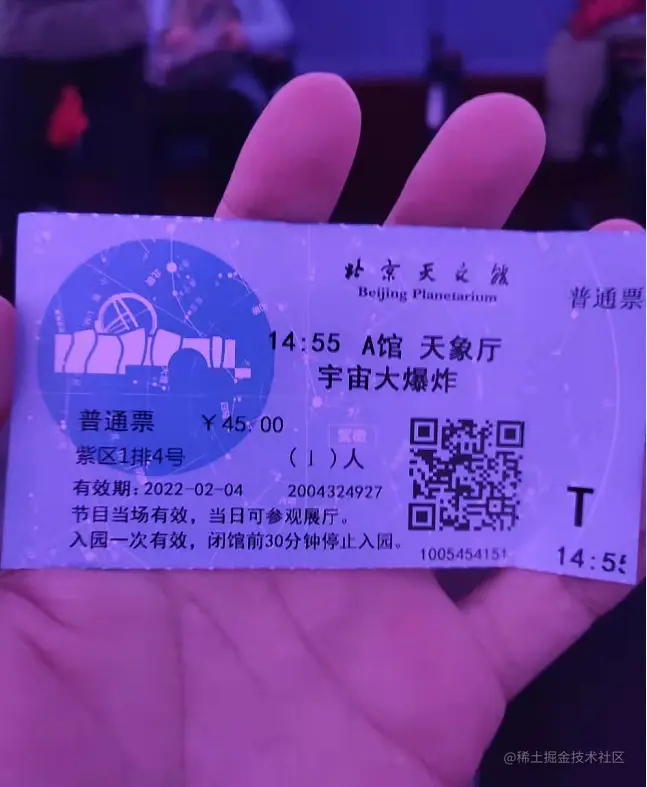 北京天文馆
Beijing Planetarium
普通票
14:55 A馆 天象厅
宇宙大爆炸
普通票 ￥45.00
紫区1排4号 (1)人
有效期:2022-02-04 2004324927
节目当场有效，当日可参观展厅。
入园一次有效，闭馆前30分钟停止入园。
1005454151
T
14:55
@稀土掘金技术社区